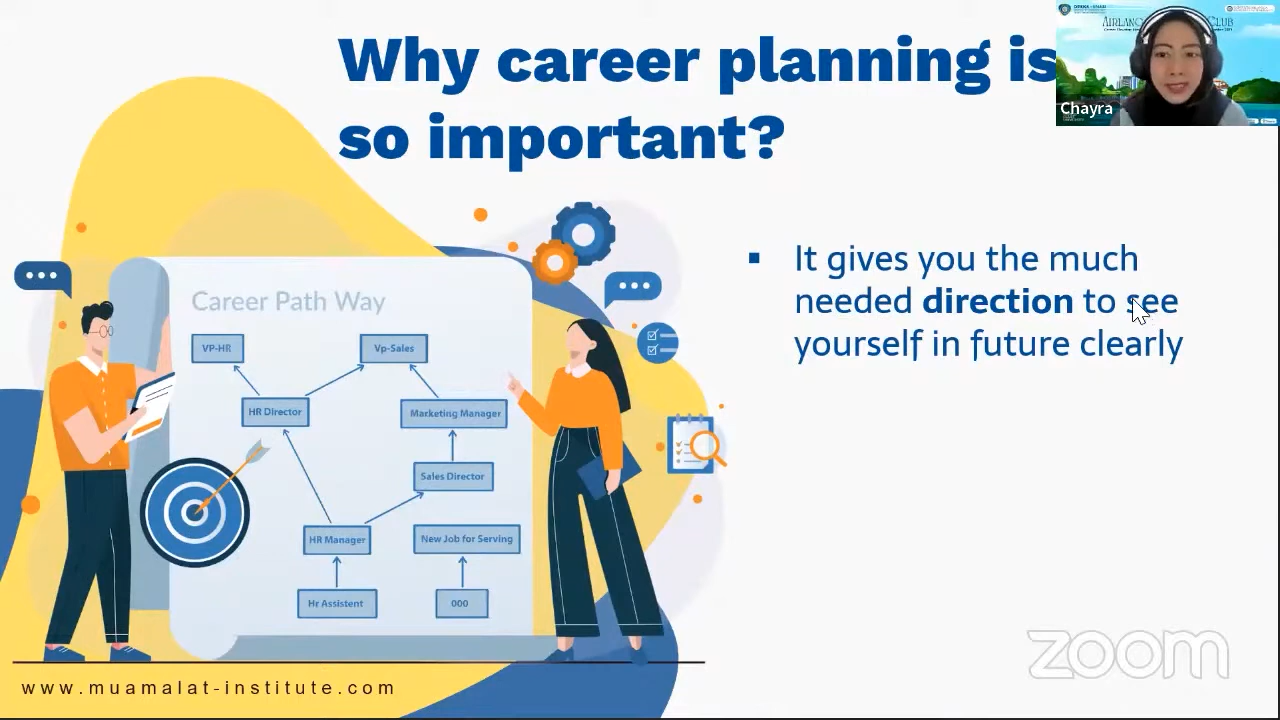 Why career planning is
so important?
Chayra
It gives you the much
needed direction to see
yourself in future clearly
Career Path Way
VP-HR
Vp-Sales
HR Director
Marketing Manager
Sales Director
HR Manager
New Job for Serving
Hr Assistent
000
www.muamalat-institute.com
zoom